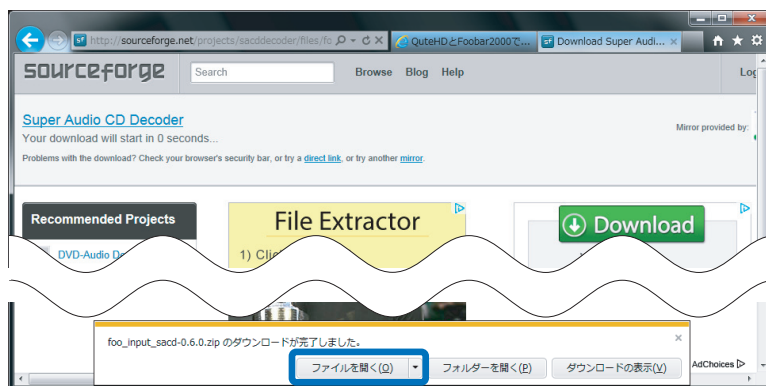 http://sourceforge.net/projects/sacddecoder/files/fo
QuteHDとFoobar2000で...
Download Super Audi...
sourceforge
Search
Browse Blog Help
Log
Super Audio CD Decoder
Your download will start in 0 seconds...
Mirror provided by:
Problems with the download? Check your browser's security bar, or try a direct link, or try another mirror.
Recommended Projects
DVD-Audio De
File Extractor
1) Clic
Download
foo_input_sacd-0.6.0.zip のダウンロードが完了しました。
ファイルを開く(O)
フォルダーを開く(P)
ダウンロードの表示(V)
AdChoices